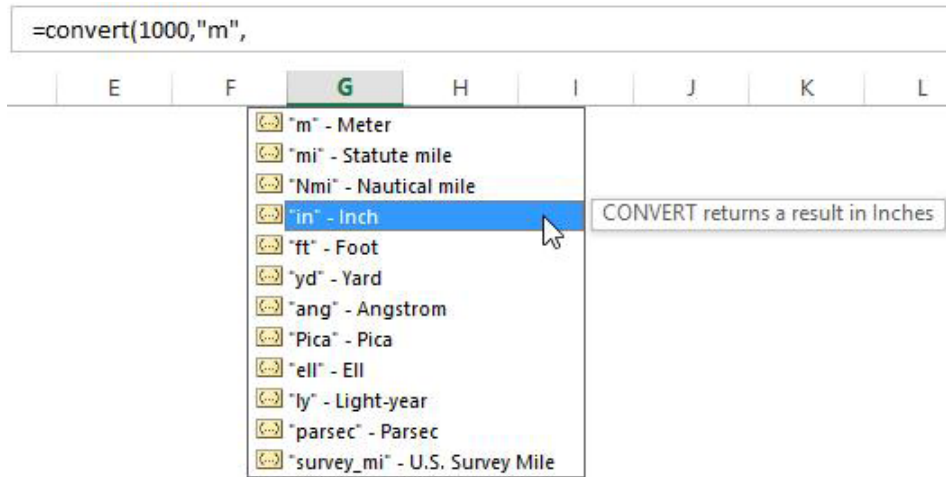 =convert(1000,"m",
E F G H I J K L
"m" - Meter
"mi" - Statute mile
"Nmi" - Nautical mile
"in" - Inch
CONVERT returns a result in Inches
"ft" - Foot
"yd" - Yard
"ang" - Angstrom
"Pica" - Pica
"ell" - Ell
"ly" - Light-year
"parsec" - Parsec
"survey_mi" - U.S. Survey Mile